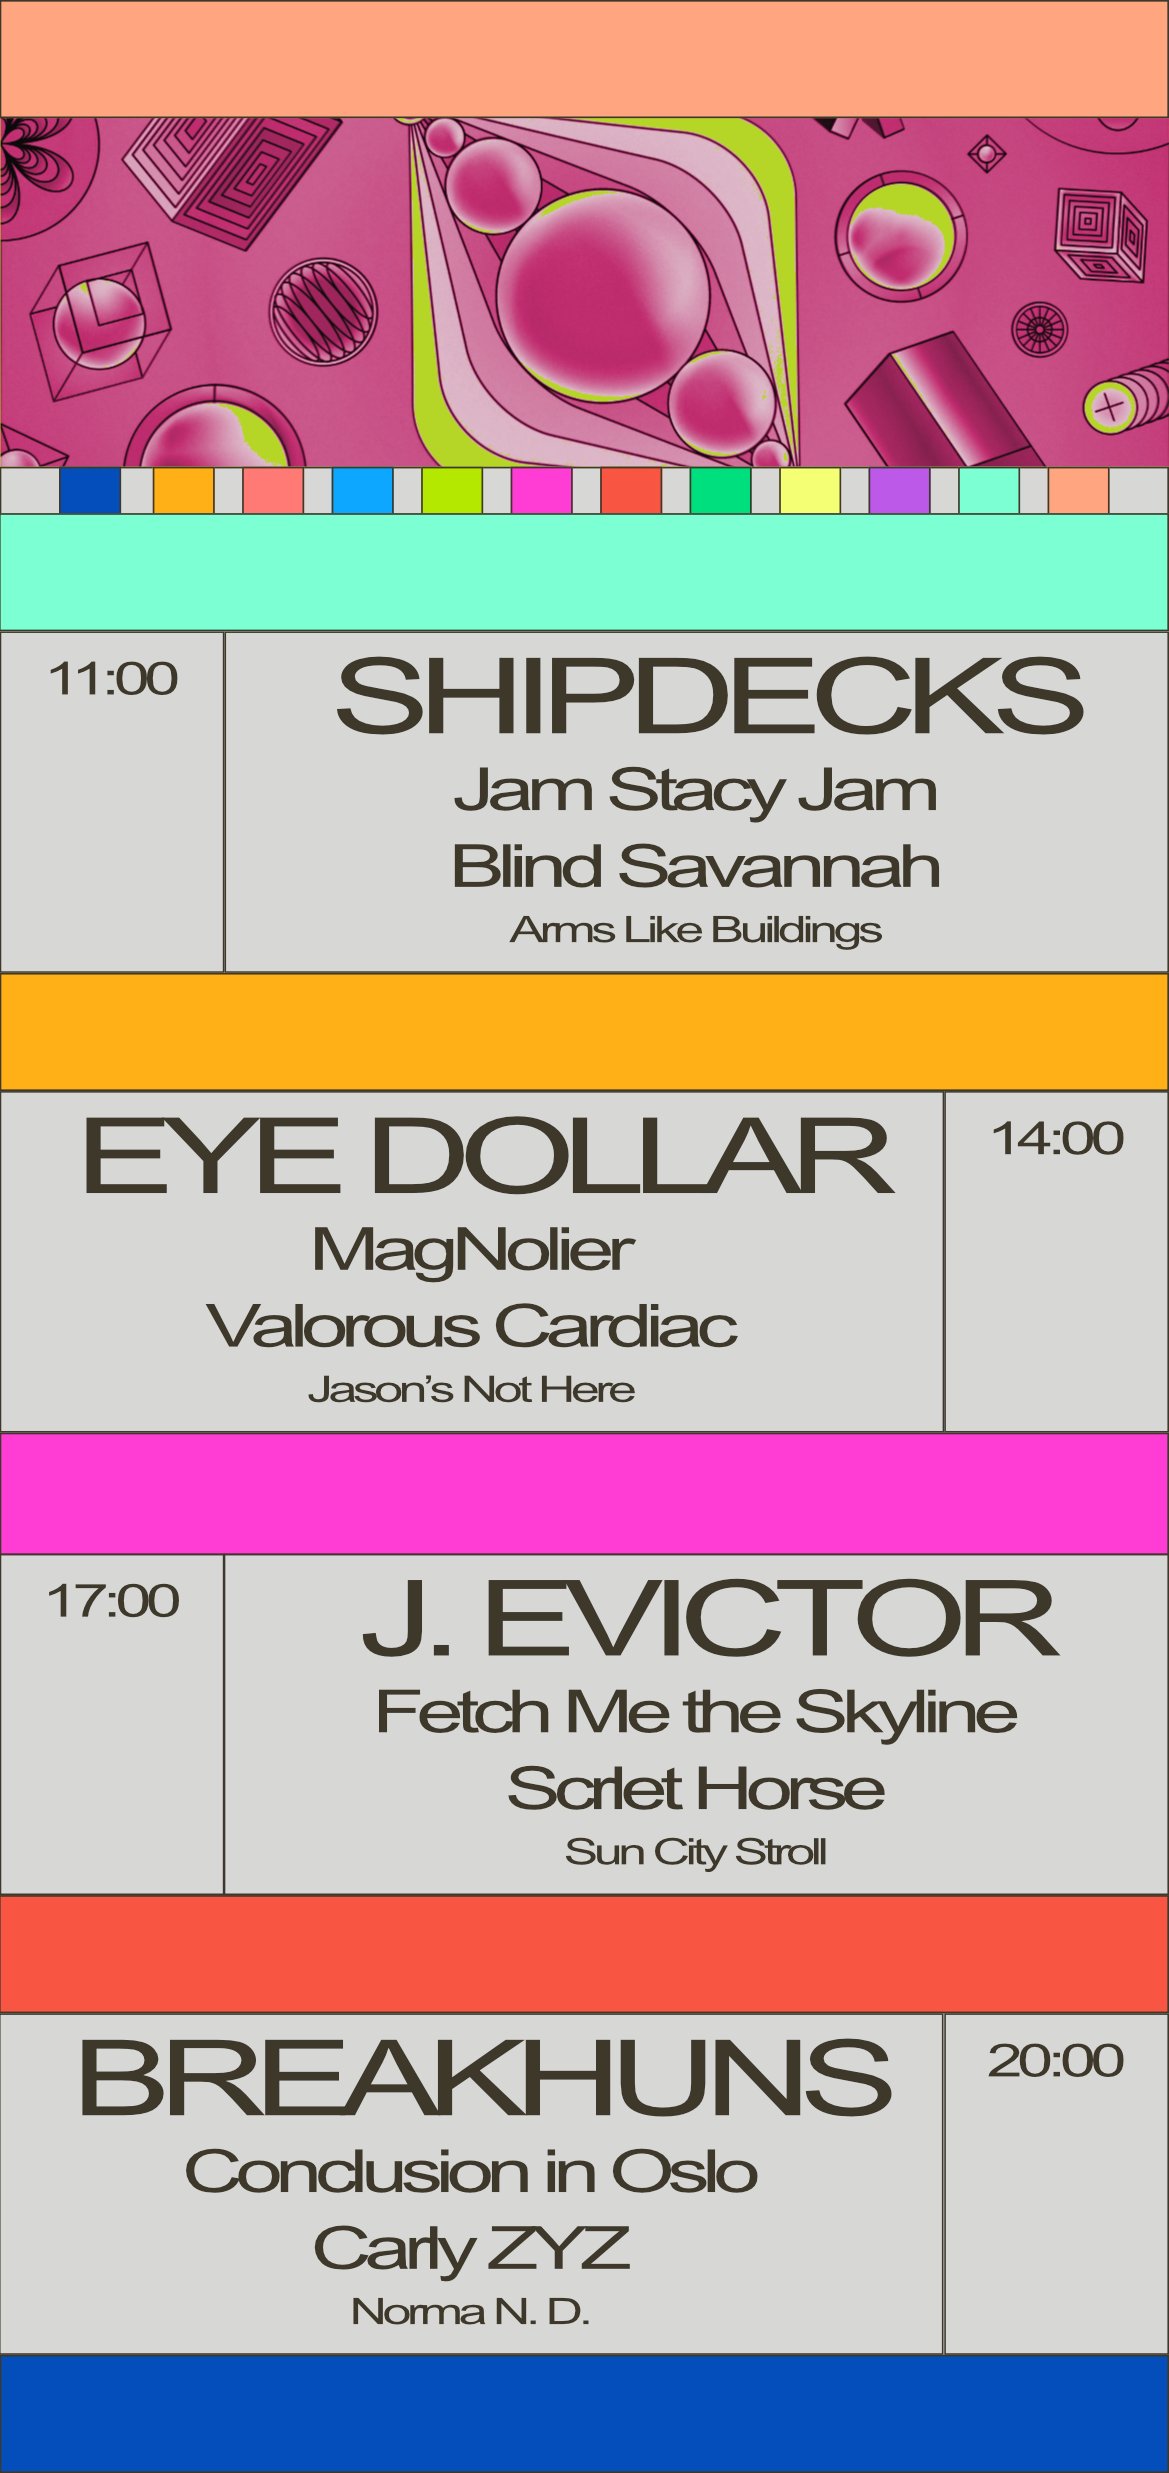 11:00
SHIPDECKS
Jam Stacy Jam
Blind Savannah
Arms Like Buildings
EYE DOLLAR
14:00
MagNolier
Valorous Cardiac
Jason’s Not Here
17:00
J. EVICTOR
Fetch Me the Skyline
Scrlet Horse
Sun City Stroll
BREAKHUNS
20:00
Conclusion in Oslo
Carly ZYZ
Norma N. D.